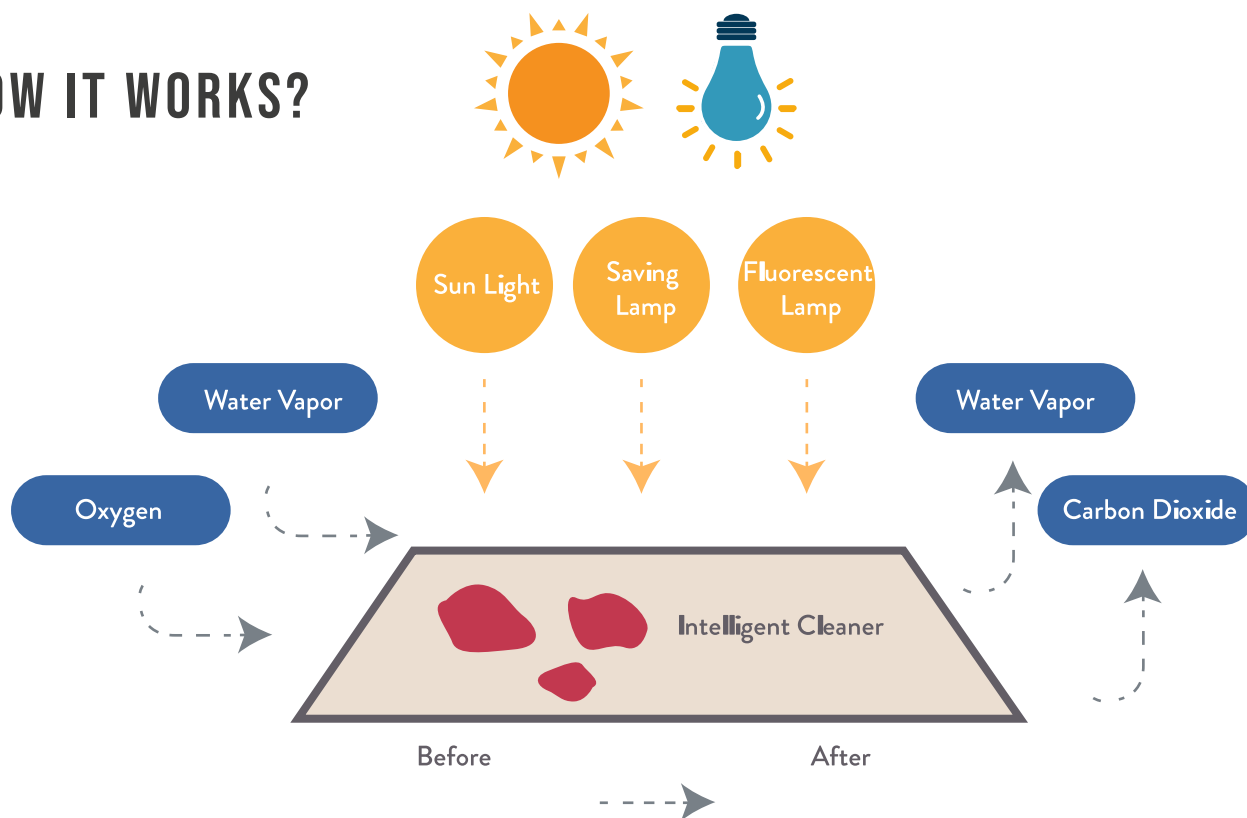 OW IT WORKS?
Sun Light
Saving
Lamp
Fluorescent
Lamp
Water Vapor
Water Vapor
Oxygen
Carbon Dioxide
Intelligent Cleaner
Before
After